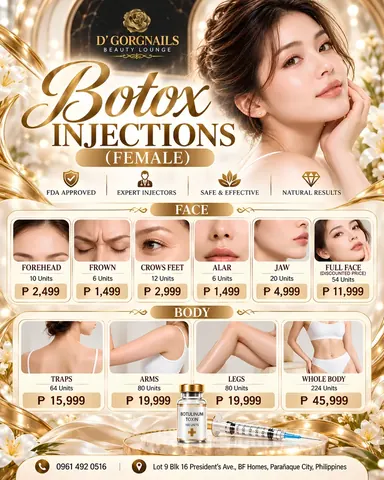 D' GORGNAILS
BEAUTY LOUNGE
Botox
INJECTIONS
(FEMALE)
FDA APPROVED
EXPERT INJECTORS
SAFE & EFFECTIVE
NATURAL RESULTS
FACE
FOREHEAD
10 Units
₱ 2,499
FROWN
6 Units
₱ 1,499
CROWS FEET
12 Units
₱ 2,999
ALAR
6 Units
₱ 1,499
JAW
20 Units
₱ 4,999
FULL FACE
(DISCOUNTED PRICE)
54 Units
₱ 11,999
BODY
TRAPS
64 Units
₱ 15,999
ARMS
80 Units
₱ 19,999
LEGS
80 Units
₱ 19,999
WHOLE BODY
224 Units
₱ 45,999
BOTULINUM
TOXIN
0961 492 0516
Lot 9 Blk 16 President's Ave., BF Homes, Parañaque City, Philippines